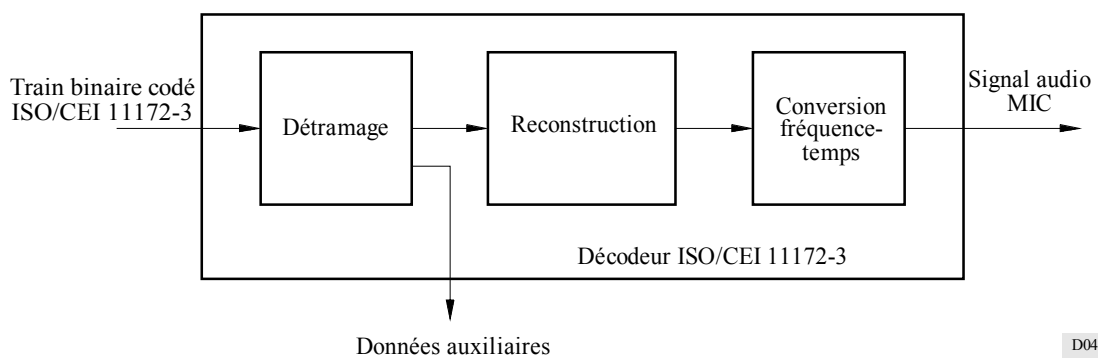 Train binaire codé
ISO/CEI 11172-3
Détramage
Reconstruction
Conversion
fréquence-
temps
Signal audio
MIC
Décodeur ISO/CEI 11172-3
Données auxiliaires
D04